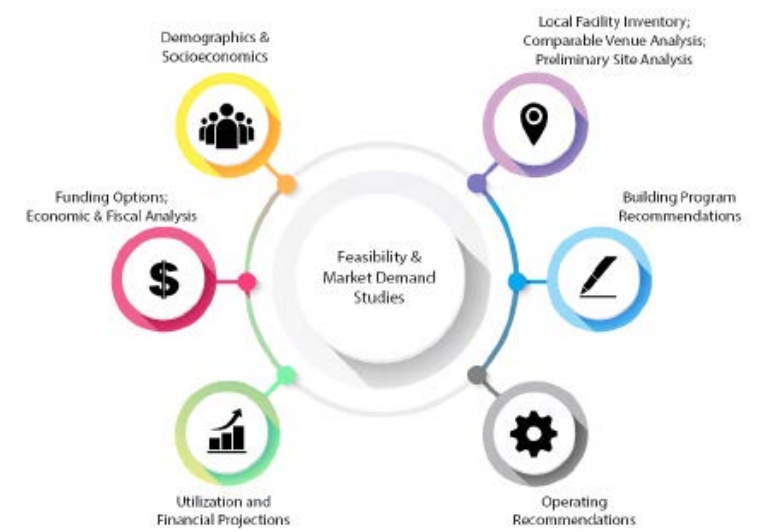 Demographics &
Socioeconomics
Local Facility Inventory;
Comparable Venue Analysis;
Preliminary Site Analysis
Funding Options;
Economic & Fiscal Analysis
Feasibility &
Market Demand
Studies
Building Program
Recommendations
$
Utilization and
Financial Projections
Operating
Recommendations